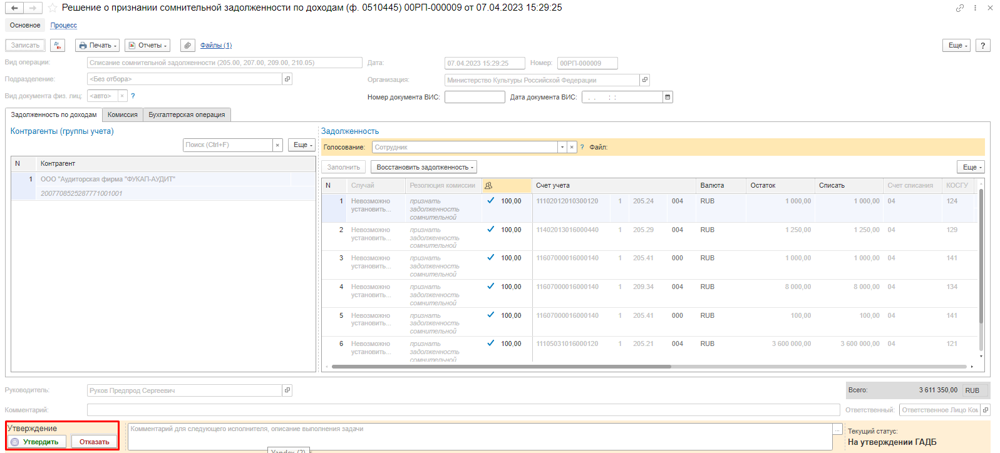 Решение о признании сомнительной задолженности по доходам (ф. 0510445) 00РП-000009 от 07.04.2023 15:29:25
Основное Процесс
Записать Дт Кт Печать Отчеты Файлы (1) Еще ?
Вид операции: Списание сомнительной задолженности (205.00, 207.00, 209.00, 210.05) Дата: 07.04.2023 15:29:25 Номер: 00РП-000009
Подразделение: <Без отбора> Организация: Министерство Культуры Российской Федерации
Вид документа физ. лиц: <авто> × ? Номер документа ВИС: Дата документа ВИС: . . : :
Задолженность по доходам Комиссия Бухгалтерская операция
Контрагенты (группы учета) Задолженность
Поиск (Ctrl+F) × Еще Голосование: Сотрудник × ? Файл:
Заполнить Восстановить задолженность Еще
N Контрагент
1 ООО "Аудиторская фирма "ФУКАП-АУДИТ"
2007708525287771001001
N Случай Резолюция комиссии Счет учета Валюта Остаток Списать Счет списания КОСГУ
1 Невозможно установить... признать задолженность сомнительной 100,00 11102012010300120 1 205.24 004 RUB 1 000,00 1 000,00 04 124
2 Невозможно установить... признать задолженность сомнительной 100,00 11402013016000440 1 205.29 004 RUB 1 250,00 1 250,00 04 129
3 Невозможно установить... признать задолженность сомнительной 100,00 11607000016000140 1 205.41 000 RUB 1 000,00 1 000,00 04 141
4 Невозможно установить... признать задолженность сомнительной 100,00 11607000016000140 1 209.34 004 RUB 8 000,00 8 000,00 04 134
5 Невозможно установить... признать задолженность сомнительной 100,00 11607000016000140 1 205.41 000 RUB 100,00 100,00 04 141
6 Невозможно установить... признать задолженность сомнительной 100,00 11105031016000120 1 205.21 004 RUB 3 600 000,00 3 600 000,00 04 121
Руководитель: Руков Предпрод Сергеевич Всего: 3 611 350,00 RUB
Комментарий: Ответственный: Ответственное Лицо Ком
Утверждение Комментарий для следующего исполнителя, описание выполнения задачи ... Текущий статус:
Утвердить Отказать На утверждении ГАДБ
Yandex (2)